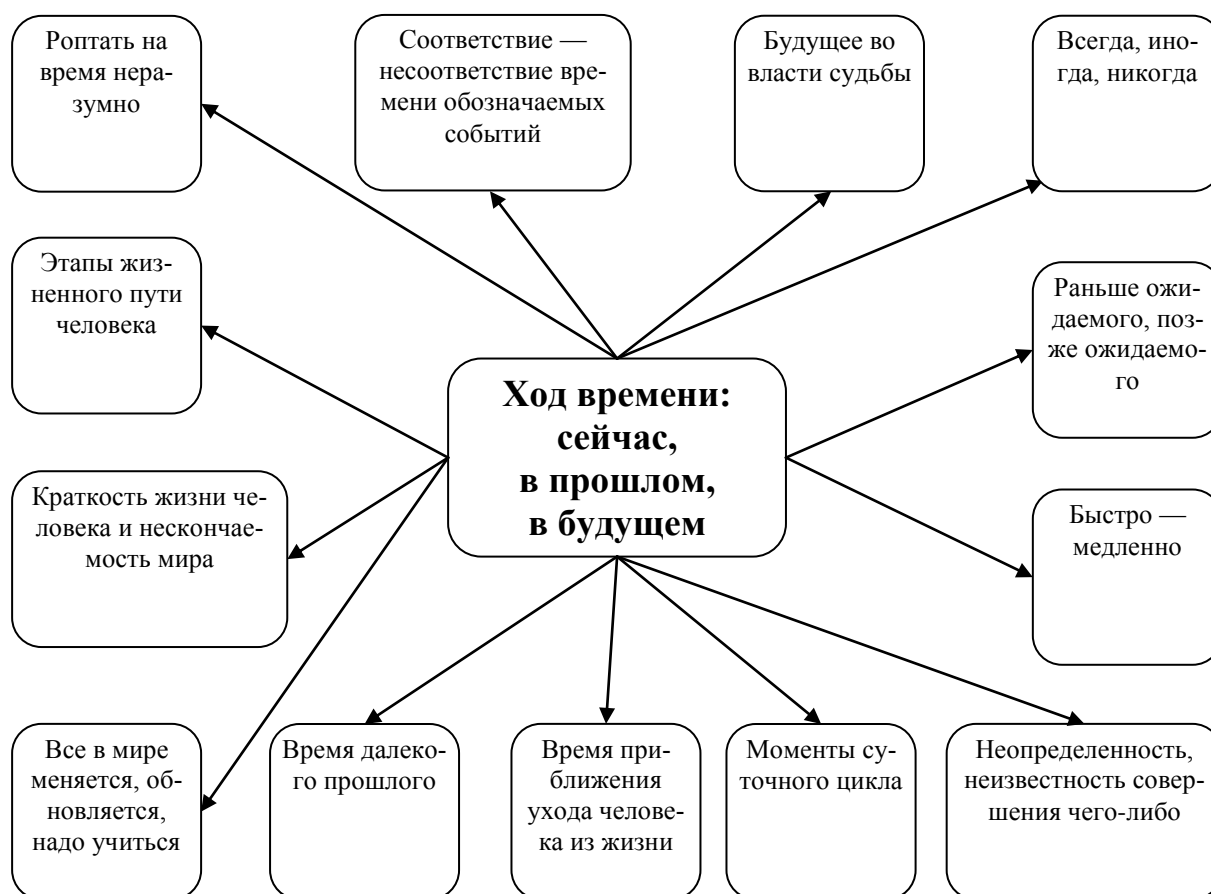 Роптать на
время нера-
зумно
Соответствие —
несоответствие вре-
мени обозначаемых
событий
Будущее во
власти судьбы
Всегда, ино-
гда, никогда
Этапы жиз-
ненного пути
человека
Раньше ожи-
даемого, поз-
же ожидаемо-
го
Ход времени:
сейчас,
в прошлом,
в будущем
Краткость жизни че-
ловека и нескончае-
мость мира
Быстро —
медленно
Все в мире
меняется, об-
новляется,
надо учиться
Время далеко-
го прошлого
Время при-
ближения
ухода челове-
ка из жизни
Моменты су-
точного цикла
Неопределенность,
неизвестность совер-
шения чего-либо